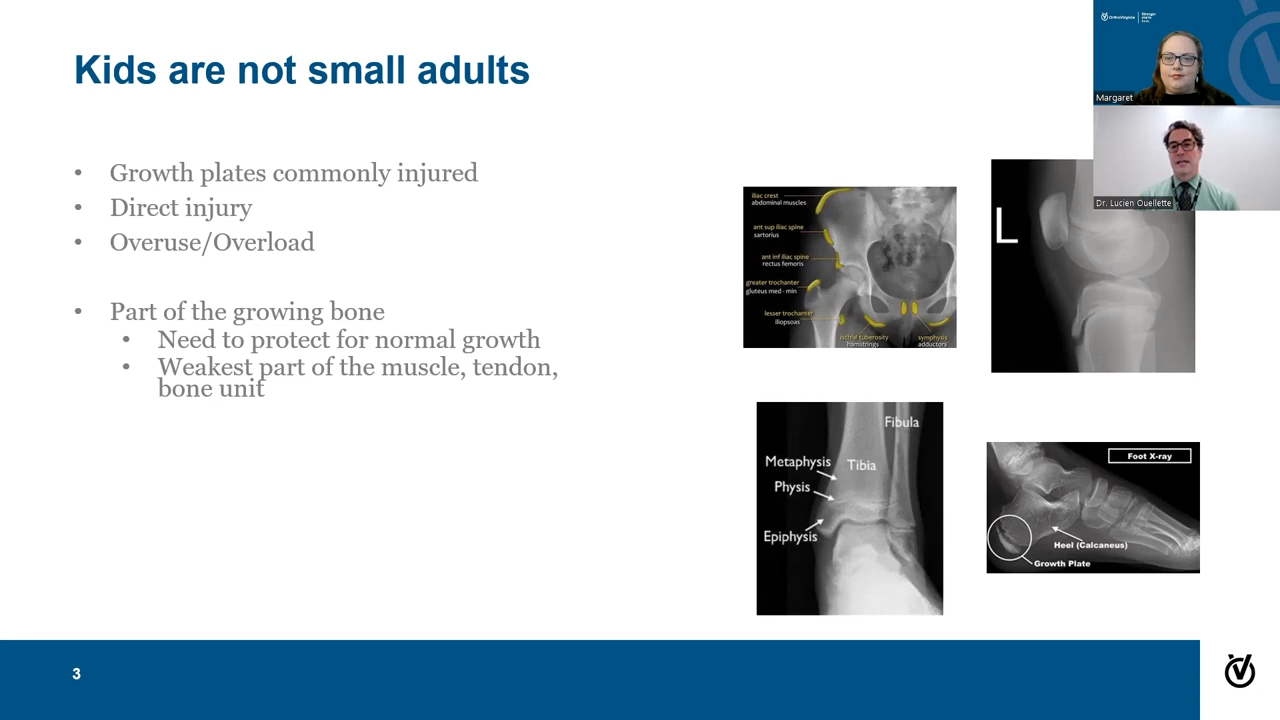 Kids are not small adults
• Growth plates commonly injured
• Direct injury
• Overuse/Overload
• Part of the growing bone
• Need to protect for normal growth
• Weakest part of the muscle, tendon,
bone unit
iliac crest
abdominal muscles
ant sup iliac spine
sartorius
ant inf iliac spine
rectus femoris
greater trochanter
gluteus med - min
lesser trochanter
iliopsoas
ischial tuberosity
hamstrings
symphysis
adductors
L
Fibula
Metaphysis
Tibia
Physis
Epiphysis
Foot X-ray
Heel (Calcaneus)
Growth Plate
OrthoVirginia
Stronger
starts
here.
Margaret
Dr. Lucien Ouellette
3